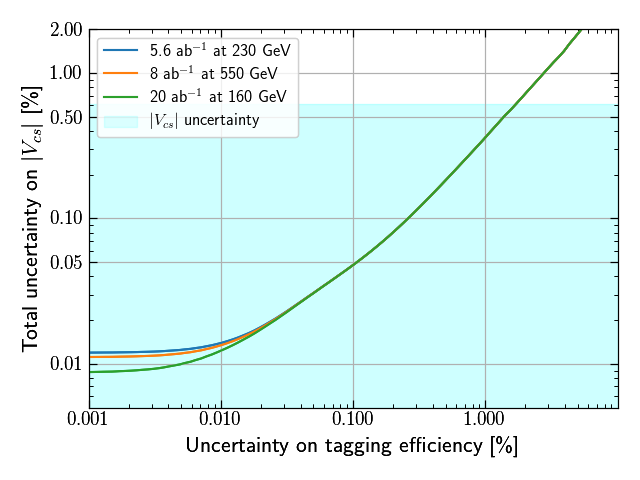 Total uncertainty on |V_cs| [%]
2.00
1.00
0.50
0.10
0.05
0.01
5.6 ab⁻¹ at 230 GeV
8 ab⁻¹ at 550 GeV
20 ab⁻¹ at 160 GeV
|V_cs| uncertainty
0.001 0.010 0.100 1.000
Uncertainty on tagging efficiency [%]